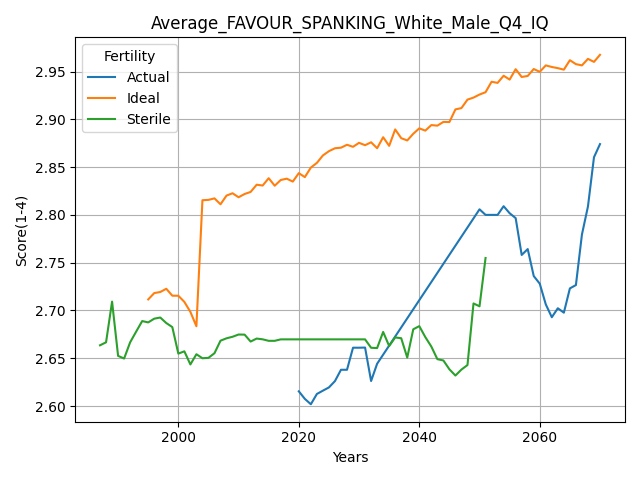 Average_FAVOUR_SPANKING_White_Male_Q4_IQ
Fertility
Actual
Ideal
Sterile
Score(1-4)
2.95
2.90
2.85
2.80
2.75
2.70
2.65
2.60
2000
2020
2040
2060
Years